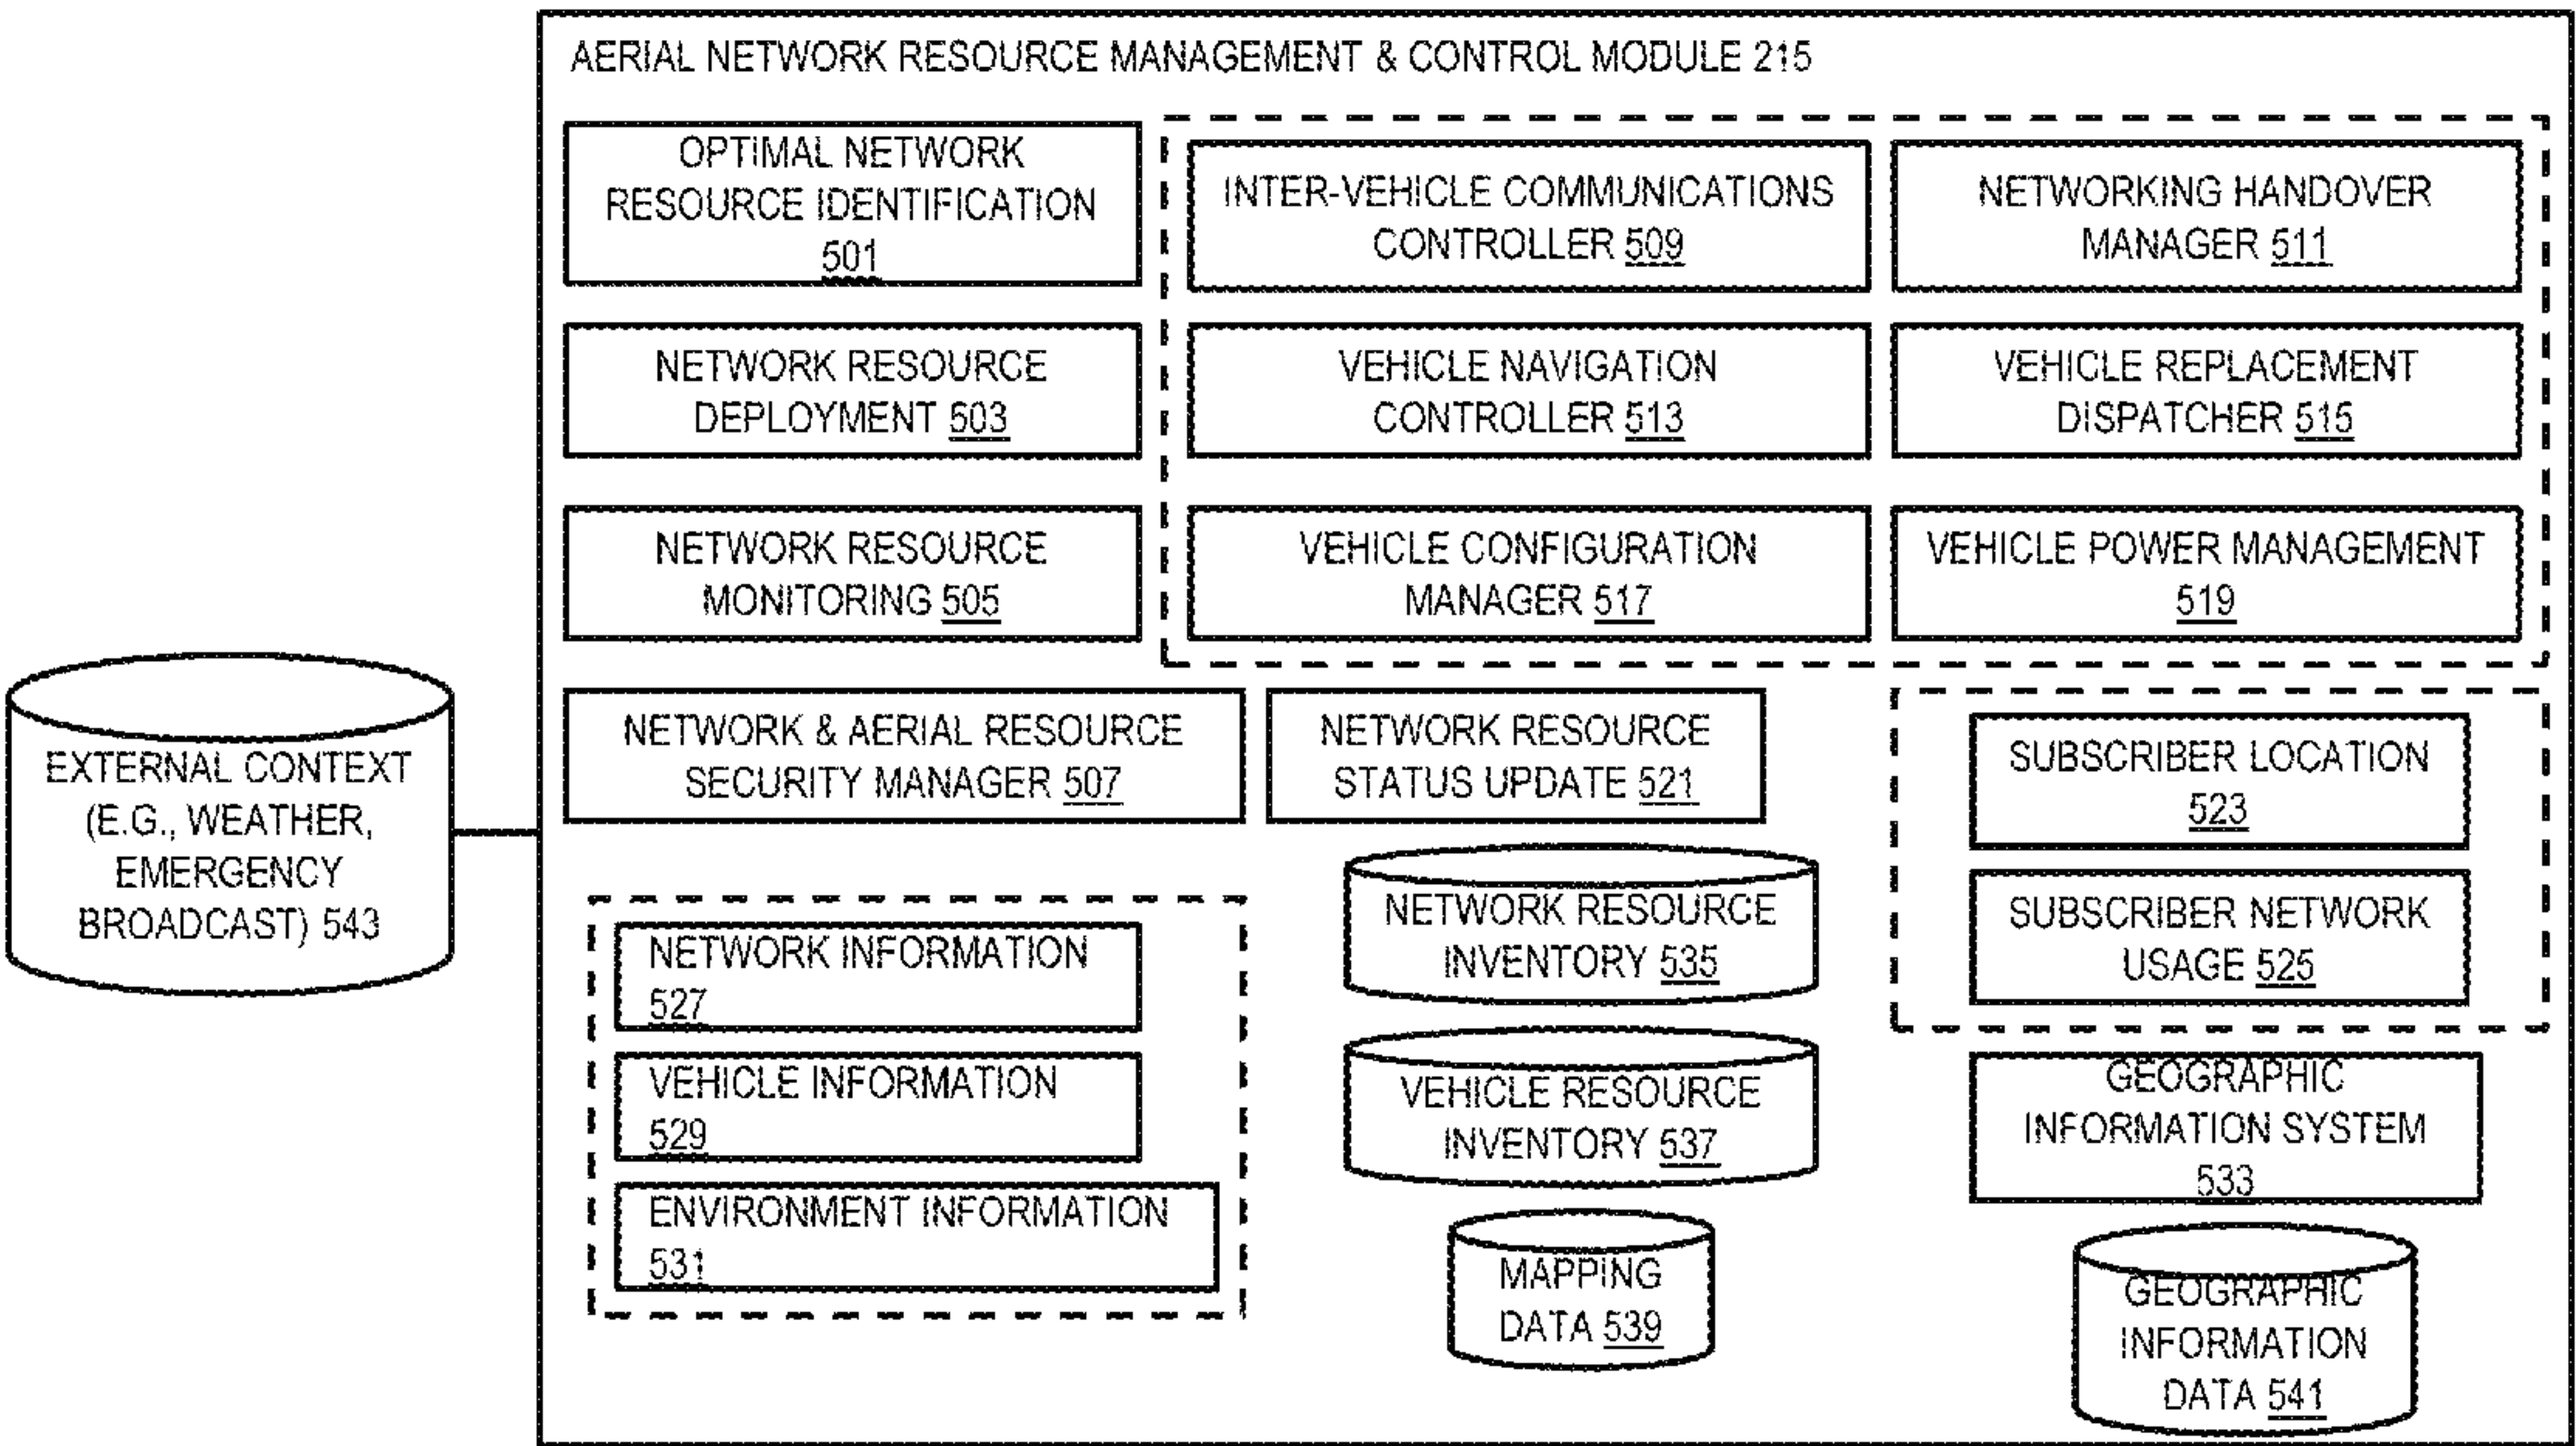 AERIAL NETWORK RESOURCE MANAGEMENT & CONTROL MODULE 215
OPTIMAL NETWORK
RESOURCE IDENTIFICATION
501
INTER-VEHICLE COMMUNICATIONS
CONTROLLER 509
NETWORKING HANDOVER
MANAGER 511
NETWORK RESOURCE
DEPLOYMENT 503
VEHICLE NAVIGATION
CONTROLLER 513
VEHICLE REPLACEMENT
DISPATCHER 515
NETWORK RESOURCE
MONITORING 505
VEHICLE CONFIGURATION
MANAGER 517
VEHICLE POWER MANAGEMENT
519
EXTERNAL CONTEXT
(E.G., WEATHER,
EMERGENCY
BROADCAST) 543
NETWORK & AERIAL RESOURCE
SECURITY MANAGER 507
NETWORK RESOURCE
STATUS UPDATE 521
SUBSCRIBER LOCATION
523
SUBSCRIBER NETWORK
USAGE 525
NETWORK INFORMATION
527
VEHICLE INFORMATION
529
ENVIRONMENT INFORMATION
531
NETWORK RESOURCE
INVENTORY 535
VEHICLE RESOURCE
INVENTORY 537
MAPPING
DATA 539
GEOGRAPHIC
INFORMATION SYSTEM
533
GEOGRAPHIC
INFORMATION
DATA 541